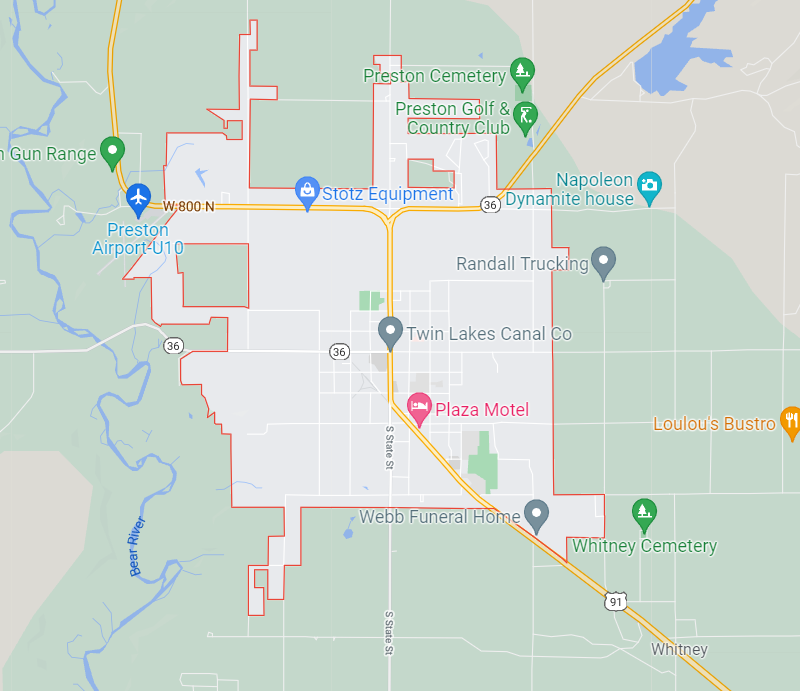 Preston Cemetery
Preston Golf &
Country Club
n Gun Range
Napoleon
Dynamite house
Stotz Equipment
W 800 N
36
Preston
Airport-U10
Randall Trucking
Twin Lakes Canal Co
36
36
Plaza Motel
Loulou's Bustro
S State St
Webb Funeral Home
Whitney Cemetery
Bear River
91
S State St
Whitney